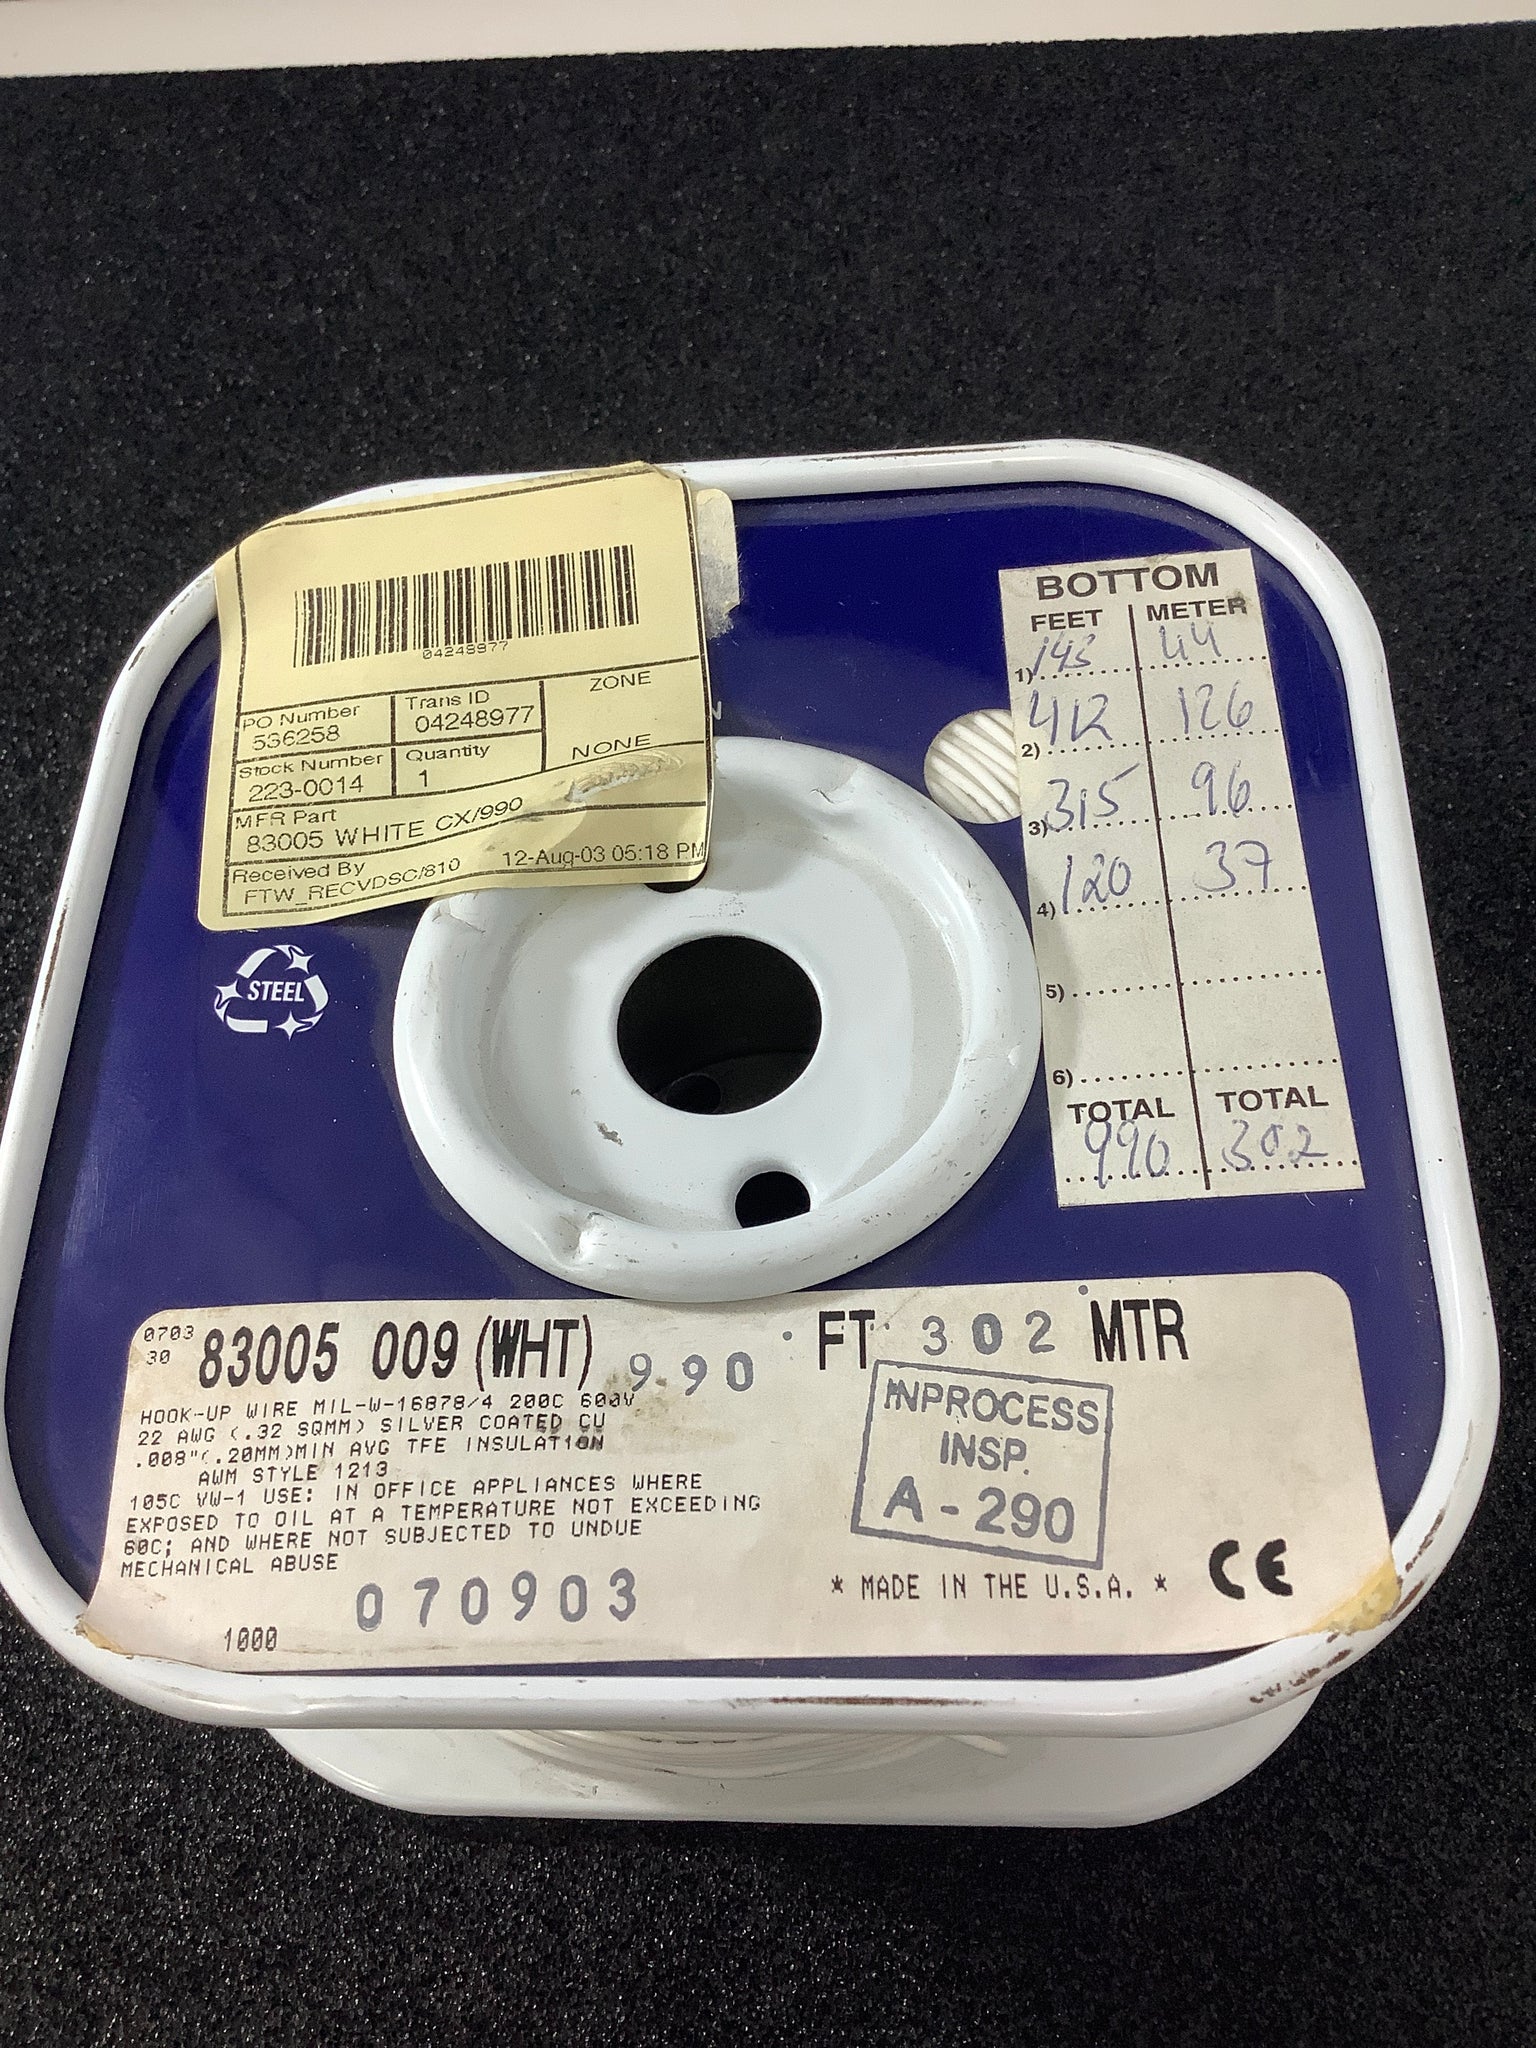 04248977
PO Number
536258
Trans ID
04248977
ZONE
NONE
Stock Number
223-0014
Quantity
1
MFR Part
83005 WHITE CX/990
Received By
FTW_RECVDSC/810 12-Aug-03 05:18 PM
N
STEEL
BOTTOM
FEET METER
1) 143 44
2) 412 126
3) 315 96
4) 120 37
5)
6)
TOTAL TOTAL
990 302
0703
30
83005 009 (WHT) 990 FT 302 MTR
HOOK-UP WIRE MIL-W-16878/4 200C 600V
22 AWG (.32 SQMM) SILVER COATED CU
.008"(.20MM)MIN AVG TFE INSULATION
AWM STYLE 1213
105C VW-1 USE: IN OFFICE APPLIANCES WHERE
EXPOSED TO OIL AT A TEMPERATURE NOT EXCEEDING
60C; AND WHERE NOT SUBJECTED TO UNDUE
MECHANICAL ABUSE
INPROCESS
INSP.
A-290
* MADE IN THE U.S.A. * CE
070903
1000